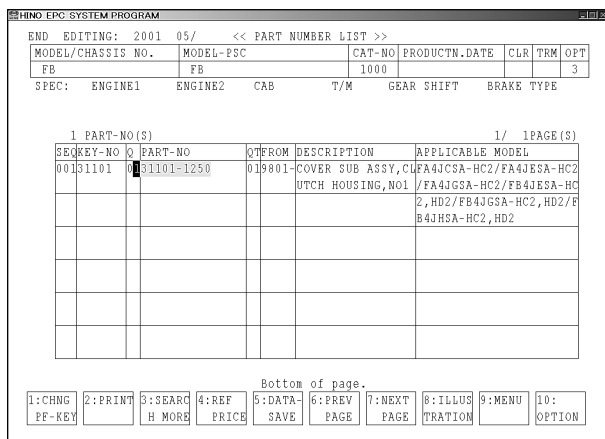 HINO EPC SYSTEM PROGRAM
END EDITING: 2001 05/ << PART NUMBER LIST >>
MODEL/CHASSIS NO. MODEL-PSC CAT-NO PRODUCTN.DATE CLR TRM OPT
FB FB 1000 3
SPEC: ENGINE1 ENGINE2 CAB T/M GEAR SHIFT BRAKE TYPE
1 PART-NO(S) 1/ 1PAGE(S)
SEQ KEY-NO Q PART-NO QT FROM DESCRIPTION APPLICABLE MODEL
001 31101 01 31101-1250 01 9801- COVER SUB ASSY,CL FA4JCSA-HC2/FA4JESA-HC2
UTCH HOUSING,NO1 /FA4JGSA-HC2/FB4JESA-HC
2,HD2/FB4JGSA-HC2,HD2/F
B4JHSA-HC2,HD2
Bottom of page.
1:CHNG 2:PRINT 3:SEARC 4:REF 5:DATA- 6:PREV 7:NEXT 8:ILLUS 9:MENU 10:
PF-KEY H MORE PRICE SAVE PAGE PAGE TRATION OPTION